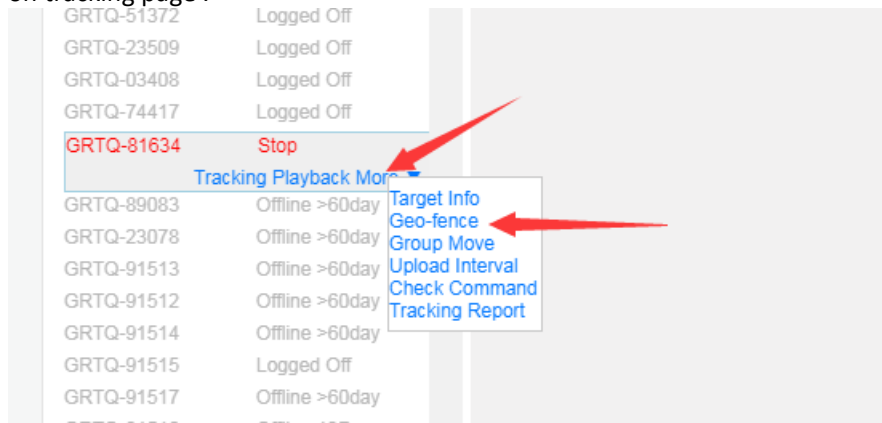 on tracking page :
GRTQ-51372 Logged Off
GRTQ-23509 Logged Off
GRTQ-03408 Logged Off
GRTQ-74417 Logged Off
GRTQ-81634 Stop
Tracking Playback More
Target Info
Geo-fence
Group Move
Upload Interval
Check Command
Tracking Report
GRTQ-89083 Offline >60day
GRTQ-23078 Offline >60day
GRTQ-91513 Offline >60day
GRTQ-91512 Offline >60day
GRTQ-91514 Offline >60day
GRTQ-91515 Logged Off
GRTQ-91517 Offline >60day